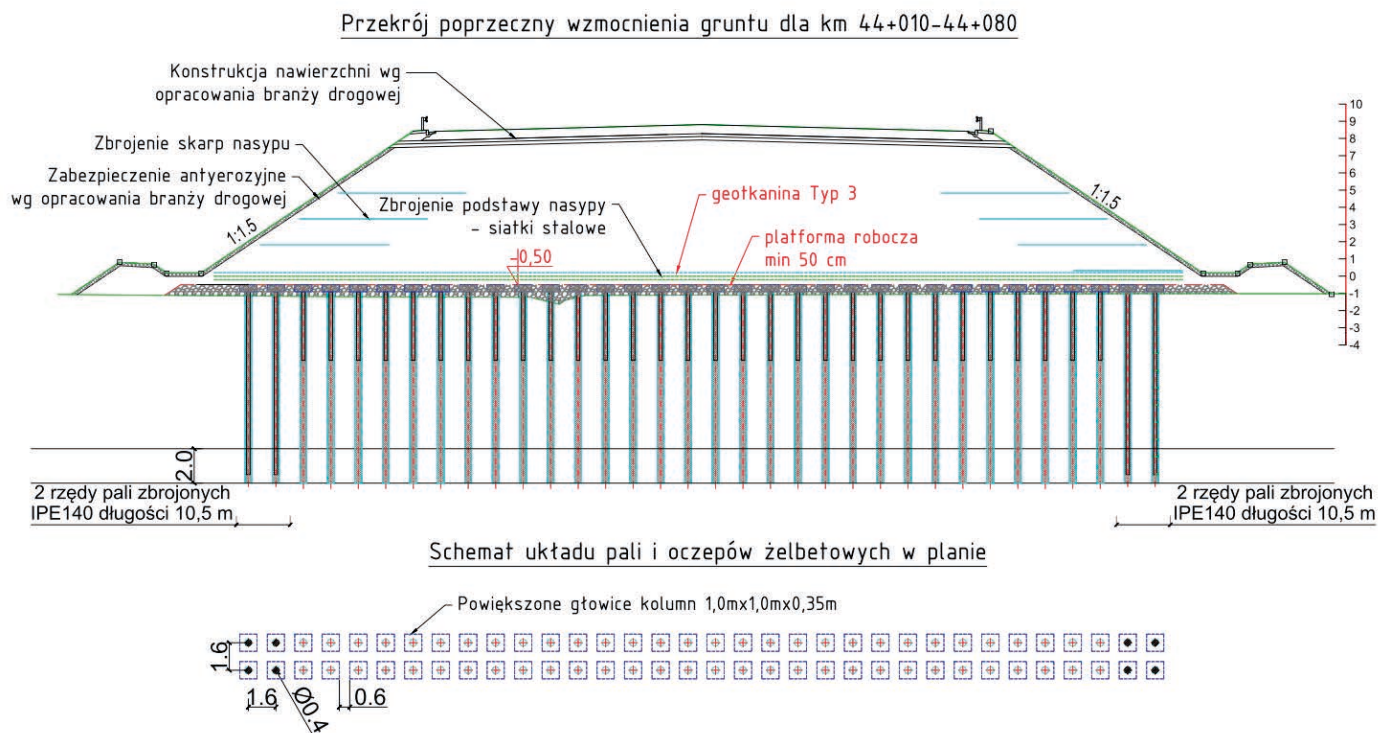 Przekrój poprzeczny wzmocnienia gruntu dla km 44+010-44+080
Konstrukcja nawierzchni wg
opracowania branży drogowej
Zbrojenie skarp nasypu
Zabezpieczenie antyerozyjne
wg opracowania branży drogowej
1:1.5
Zbrojenie podstawy nasypy
- siatki stalowe
geotkanina Typ 3
-0,50
platforma robocza
min 50 cm
1:1.5
10
9
8
7
6
5
4
3
2
1
0
-1
-2
-3
-4
2.0
2 rzędy pali zbrojonych
IPE140 długości 10,5 m
2 rzędy pali zbrojonych
IPE140 długości 10,5 m
Schemat układu pali i oczepów żelbetowych w planie
Powiększone głowice kolumn 1,0mx1,0mx0,35m
1.6
1.6
Ø0.4
0.6